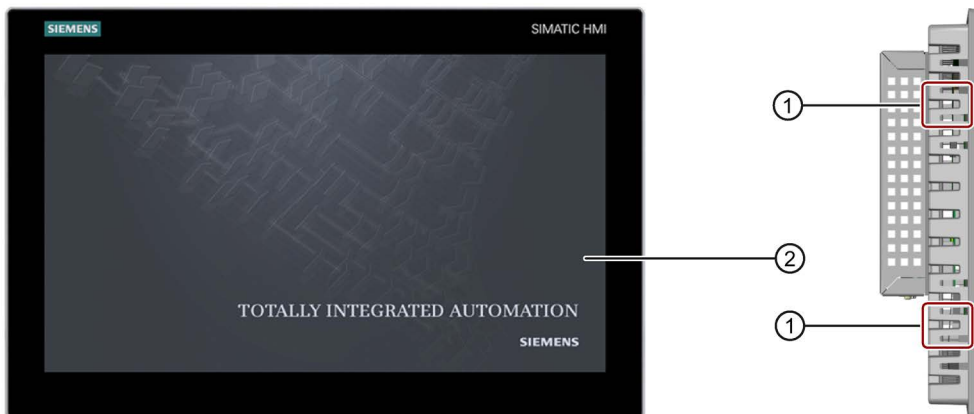 SIEMENS
SIMATIC HMI
1
2
TOTALLY INTEGRATED AUTOMATION
1
SIEMENS